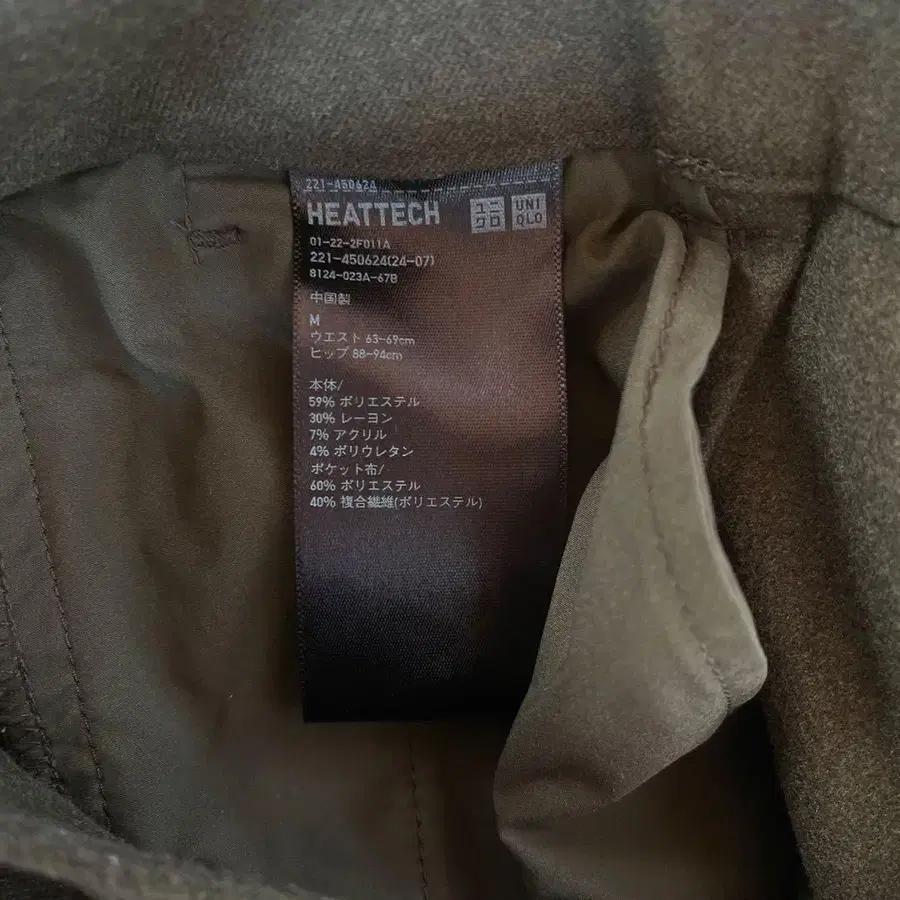 221-450624
HEATTECH ユニクロ UNIQLO
01-22-2F011A
221-450624(24-07)
8124-023A-67B
中国製
M
ウエスト 63~69cm
ヒップ 88-94cm
本体/
59% ポリエステル
30% レーヨン
7% アクリル
4% ポリウレタン
ポケット布/
60% ポリエステル
40% 複合繊維(ポリエステル)